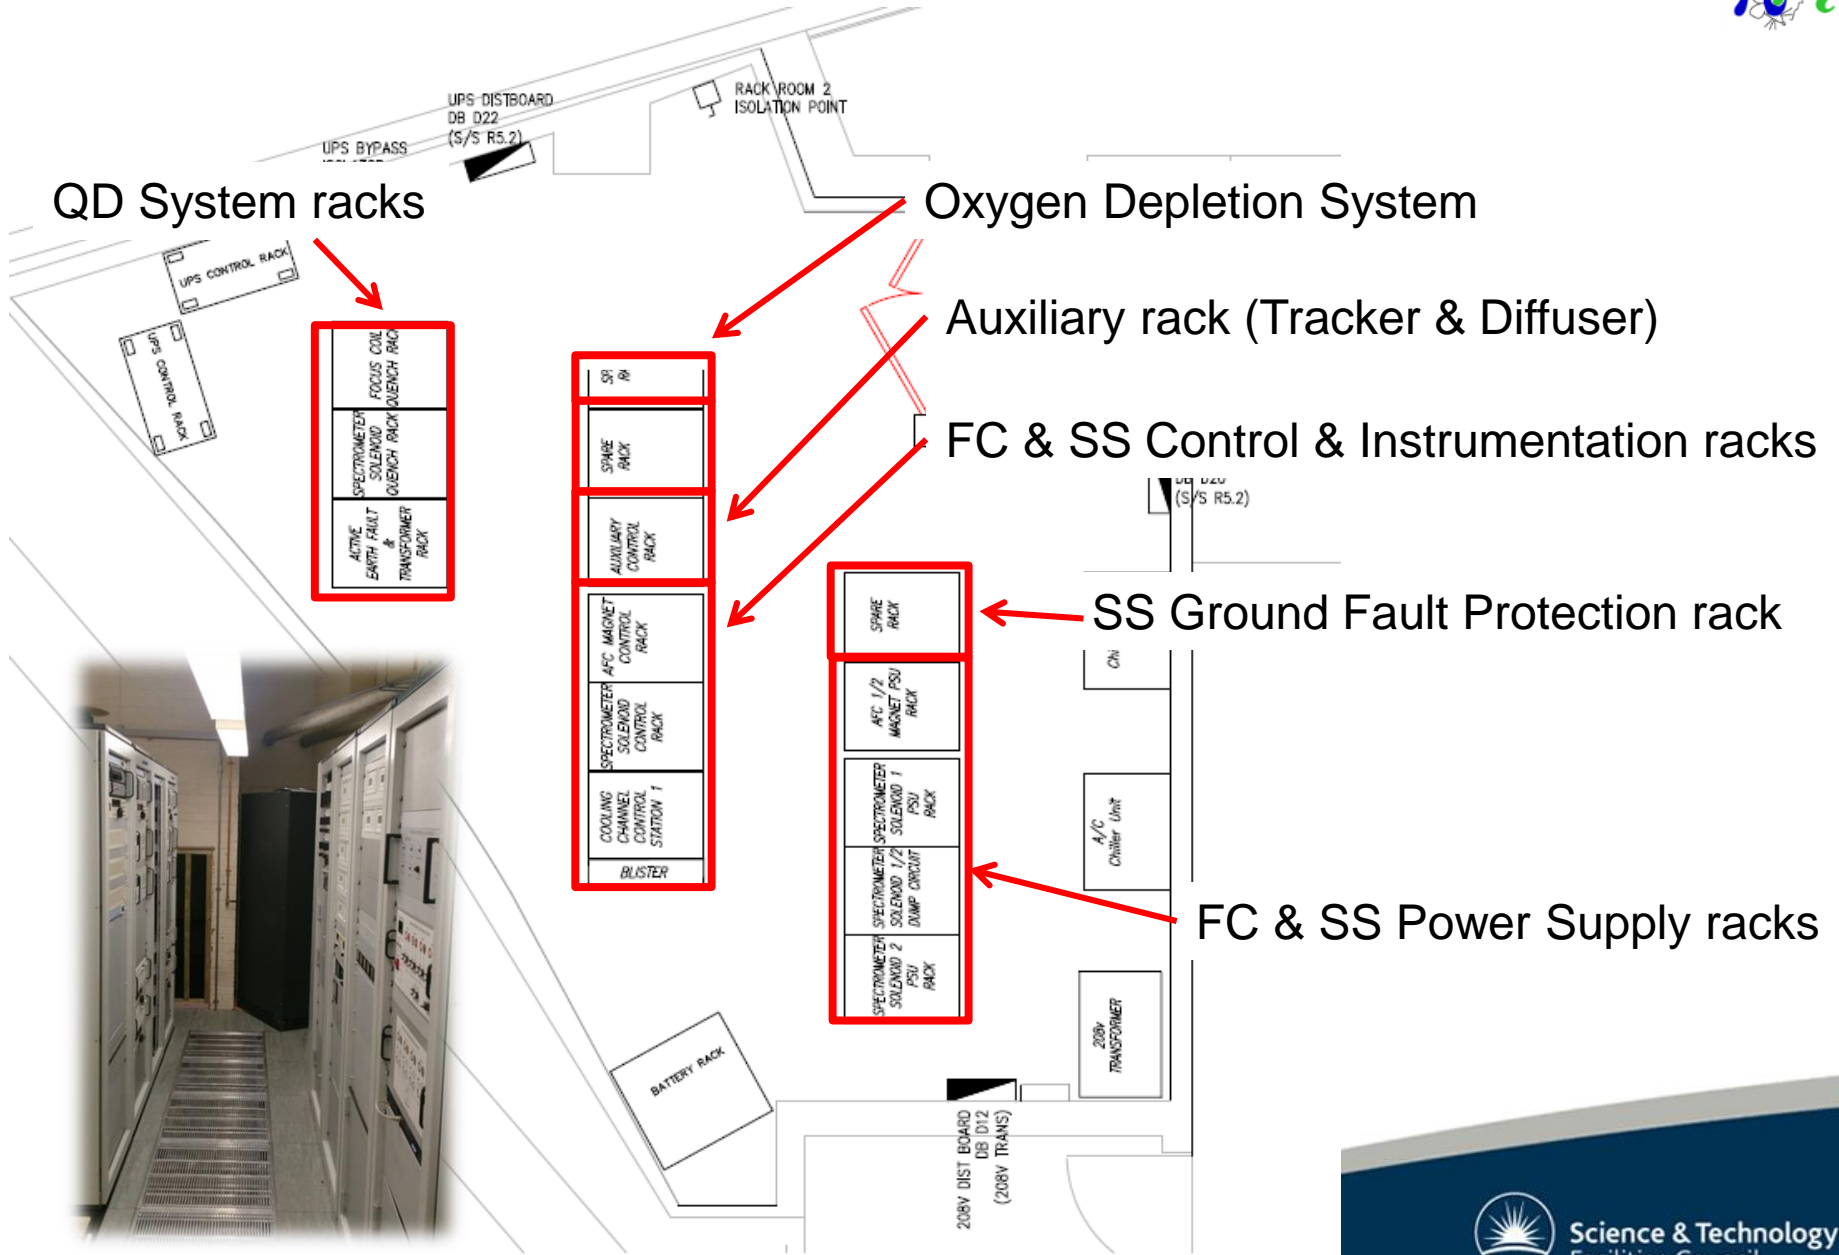 UPS DISTBOARD
DB D22
(S/S R5.2)
RACK ROOM 2
ISOLATION POINT
UPS BYPASS
QD System racks
Oxygen Depletion System
UPS CONTROL RACK
UPS CONTROL RACK
Auxiliary rack (Tracker & Diffuser)
FC & SS Control & Instrumentation racks
(S/S R5.2)
SS Ground Fault Protection rack
FC & SS Power Supply racks
FOCUS COIL
QUENCH RACK
SPECTROMETER
SOLENOID
QUENCH RACK
ACTIVE
EARTH FAULT
&
TRANSFORMER
RACK
SPARE
RACK
AUXILIARY
CONTROL
RACK
AFC MAGNET
CONTROL
RACK
SPECTROMETER
SOLENOID
CONTROL
RACK
COOLING
CHANNEL
CONTROL
STATION 1
BLISTER
SPARE
RACK
AFC 1/2
MAGNET PSU
RACK
SPECTROMETER
SOLENOID 1
PSU
RACK
SPECTROMETER
SOLENOID 1/2
DUMP CIRCUIT
SPECTROMETER
SOLENOID 2
PSU
RACK
A/C
Chiller Unit
208v
TRANSFORMER
BATTERY RACK
208V DIST BOARD
DB D12
(208V TRANS)
Science & Technology